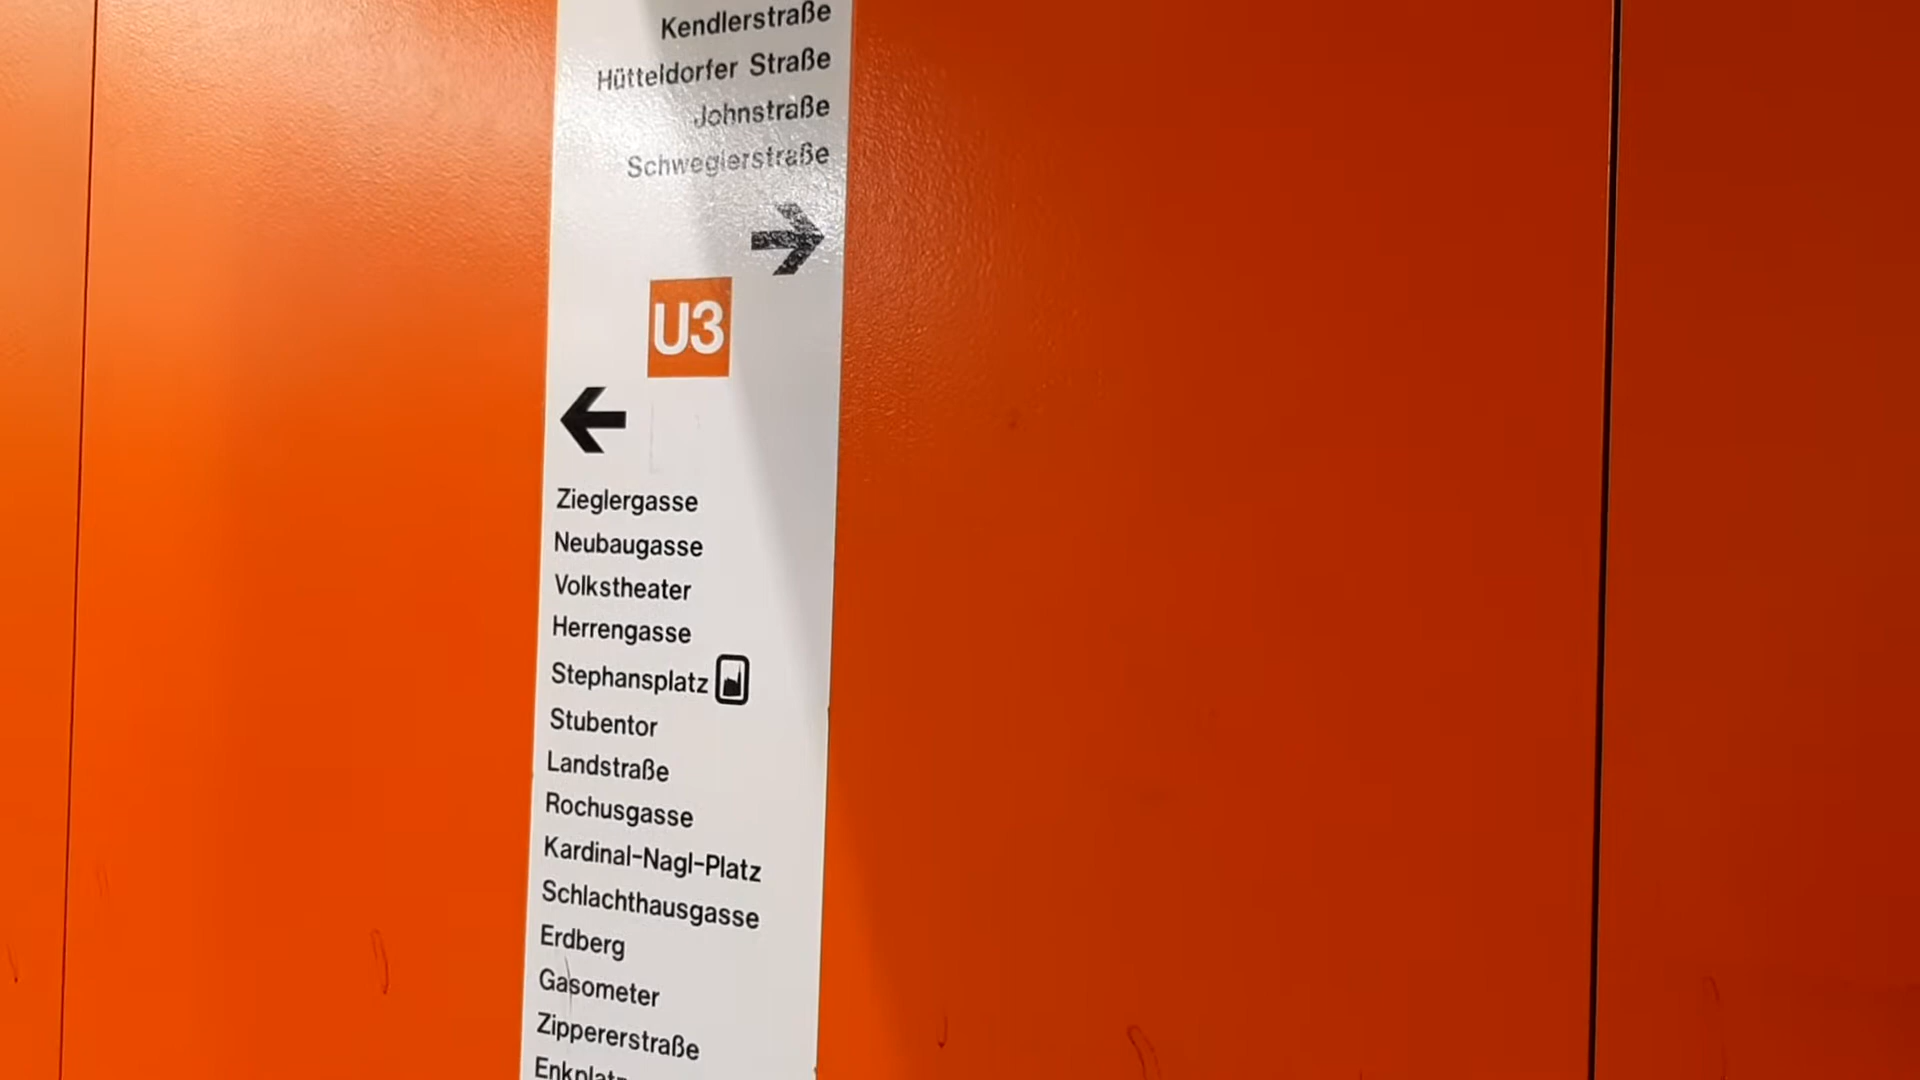 Kendlerstraße
Hütteldorfer Straße
Johnstraße
Schweglerstraße
U3
Zieglergasse
Neubaugasse
Volkstheater
Herrengasse
Stephansplatz
Stubentor
Landstraße
Rochusgasse
Kardinal-Nagl-Platz
Schlachthausgasse
Erdberg
Gasometer
Zippererstraße
Enkplatz